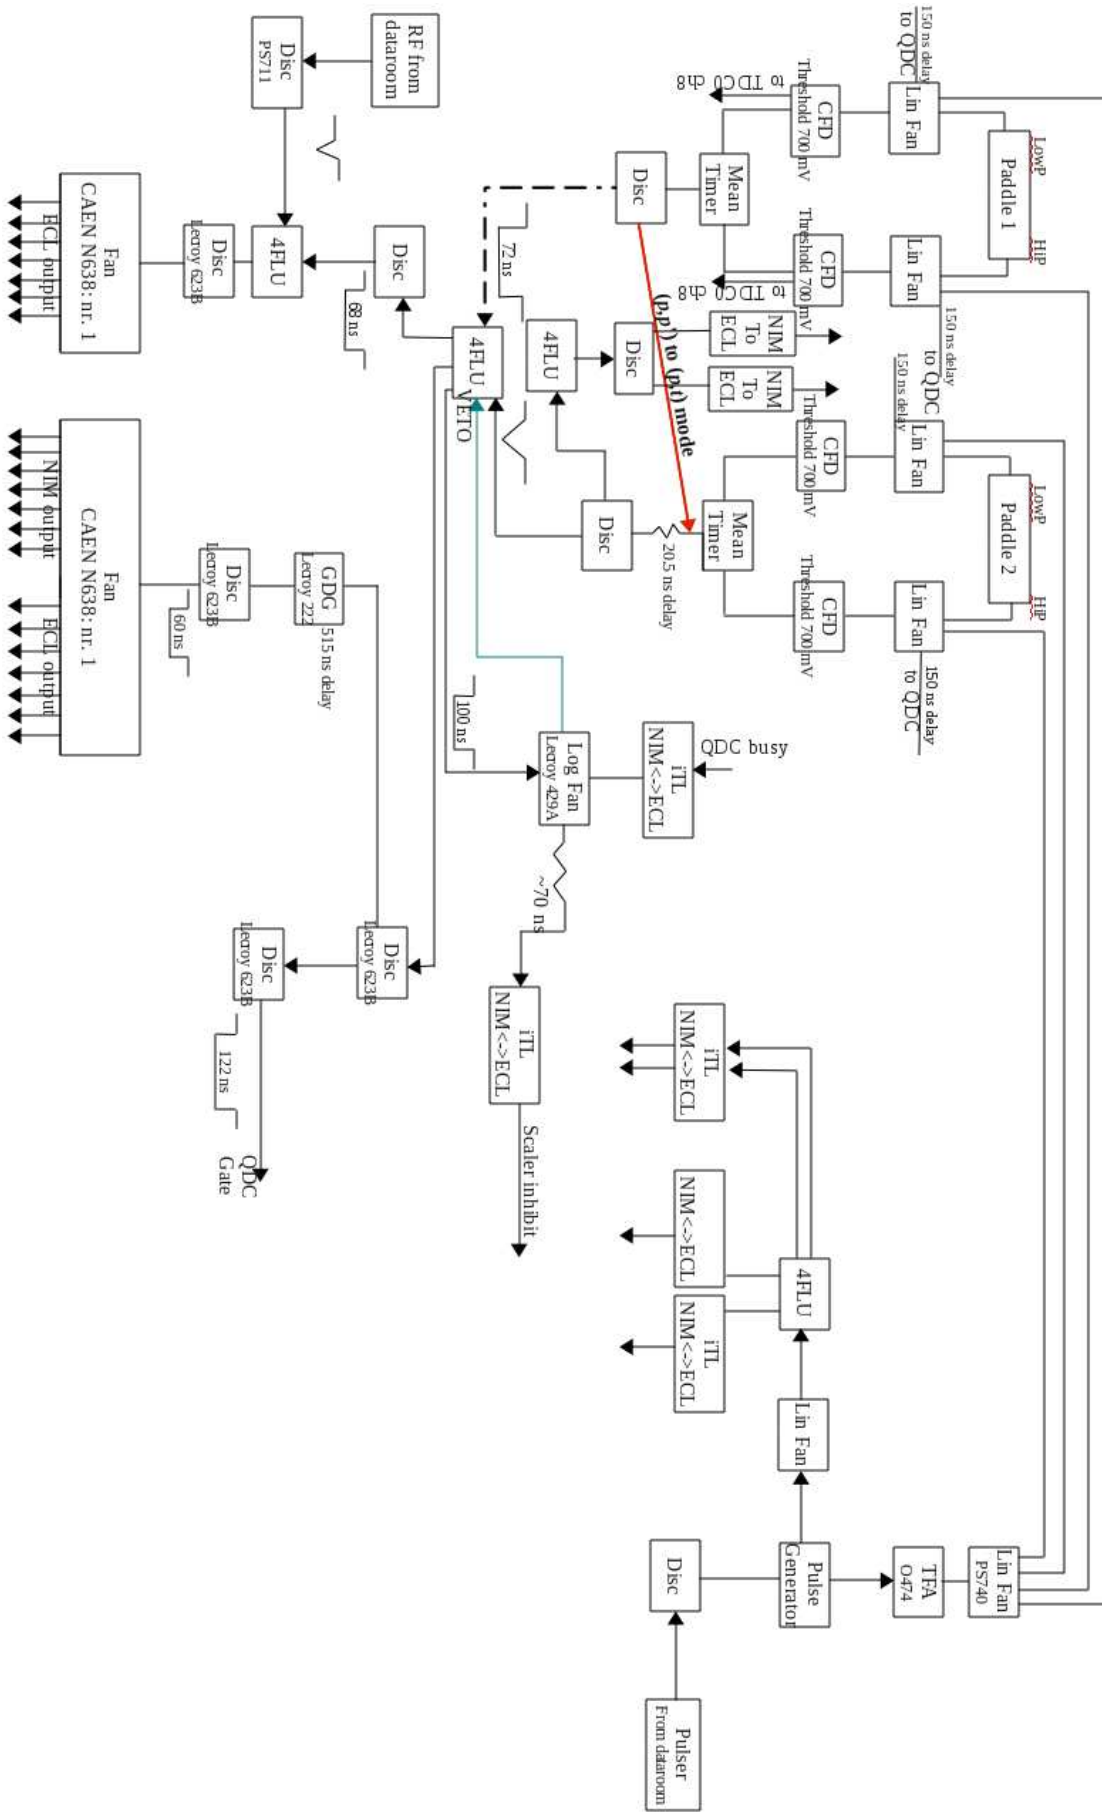 RF from
dataroom
Disc
PS711
4FLU
Disc
Lecroy 623B
Fan
CAEN N638: nr. 1
ECL output
Disc
68 ns
4FLU
VETO
72 ns
4FLU
Disc
NIM
To
ECL
NIM
To
ECL
Disc
Mean
Timer
CFD
Threshold 700 mV
to TDC0 ch8
Lin Fan
150 ns delay
to QDC
LowP
Paddle 1
HiP
CFD
Threshold 700 mV
to TDC0 ch8
Lin Fan
150 ns delay
to QDC
(p,p') to (p,t) mode
LowP
Paddle 2
HiP
Lin Fan
150 ns delay
CFD
Threshold 700 mV
Lin Fan
150 ns delay
to QDC
CFD
Threshold 700 mV
Mean
Timer
20.5 ns delay
Disc
Fan
CAEN N638: nr. 1
NIM output
ECL output
Disc
Lecroy 623B
60 ns
GDG
Lecroy 222
515 ns delay
100 ns
Log Fan
Lecroy 429A
iTL
NIM<->ECL
QDC busy
~70 ns
iTL
NIM<->ECL
Scaler inhibit
Disc
Lecroy 623B
Disc
Lecroy 623B
122 ns
QDC
Gate
iTL
NIM<->ECL
NIM<->ECL
iTL
NIM<->ECL
4FLU
Lin Fan
Pulse
Generator
TFA
O474
Lin Fan
PS740
Disc
Pulser
From dataroom